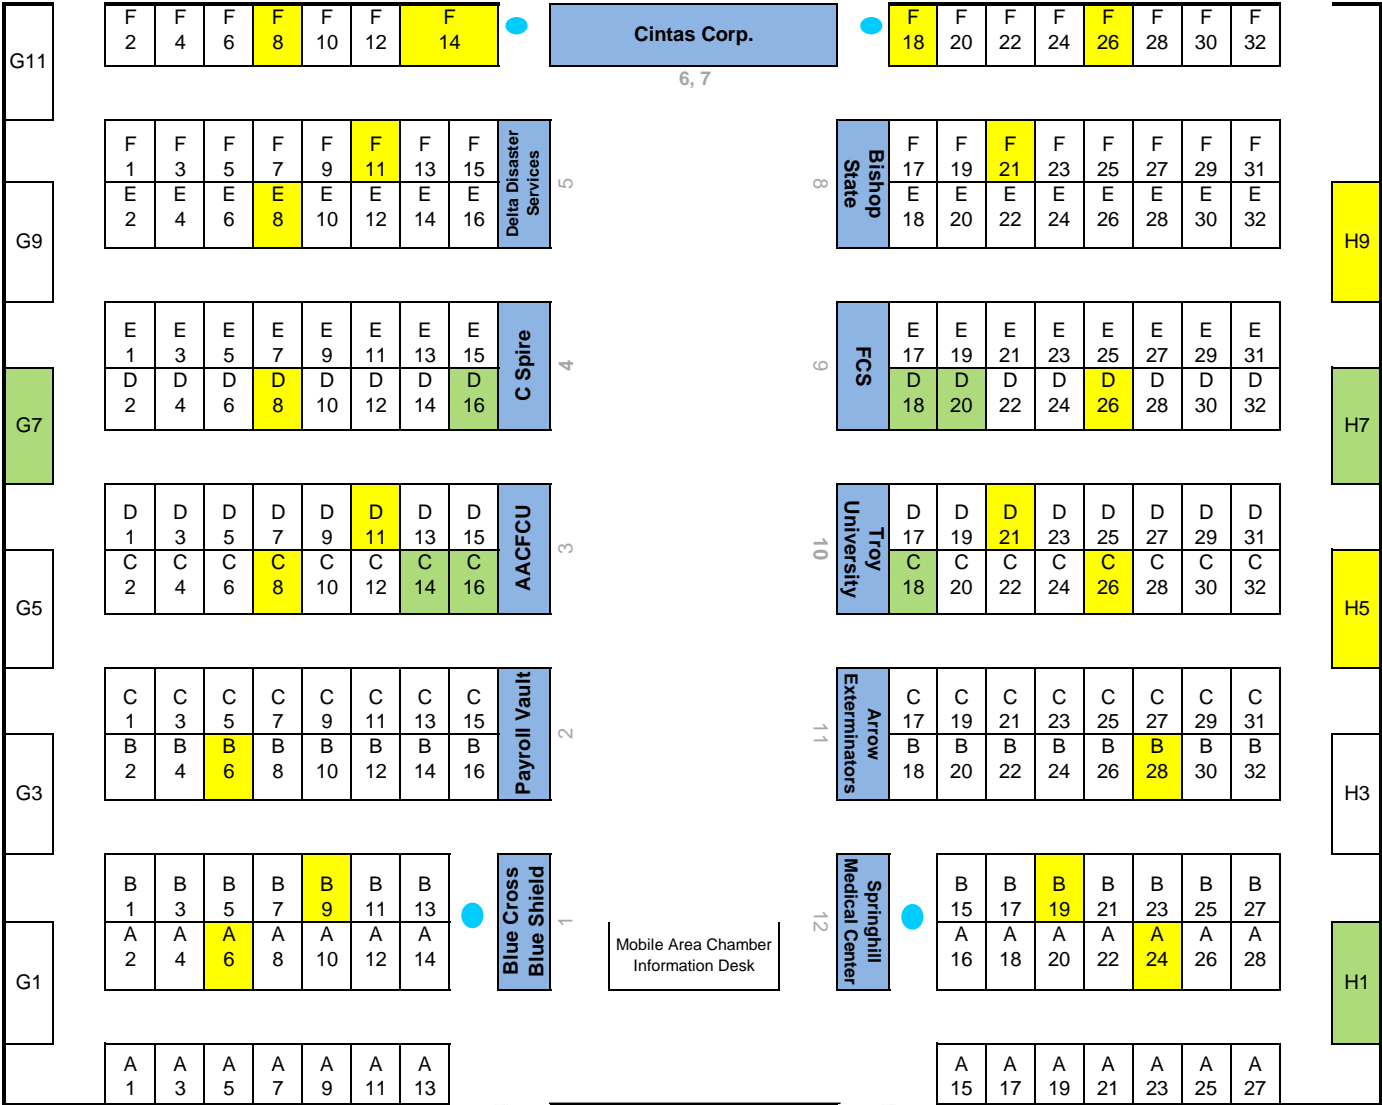 F F F F F F F Cintas Corp. F F F F F F F F
2 4 6 8 10 12 14 18 20 22 24 26 28 30 32
G11
6, 7
F F F F F F F F Delta Disaster Services 5 8 Bishop State F F F F F F F F
1 3 5 7 9 11 13 15 17 19 21 23 25 27 29 31
E E E E E E E E E E E E E E E E
2 4 6 8 10 12 14 16 18 20 22 24 26 28 30 32
G9 H9
E E E E E E E E C Spire 4 9 FCS E E E E E E E E
1 3 5 7 9 11 13 15 17 19 21 23 25 27 29 31
D D D D D D D D D D D D D D D D
2 4 6 8 10 12 14 16 18 20 22 24 26 28 30 32
G7 H7
D D D D D D D D AACFCU 3 10 Troy University D D D D D D D D
1 3 5 7 9 11 13 15 17 19 21 23 25 27 29 31
C C C C C C C C C C C C C C C C
2 4 6 8 10 12 14 16 18 20 22 24 26 28 30 32
G5 H5
C C C C C C C C Payroll Vault 2 11 Arrow Exterminators C C C C C C C C
1 3 5 7 9 11 13 15 17 19 21 23 25 27 29 31
B B B B B B B B B B B B B B B B
2 4 6 8 10 12 14 16 18 20 22 24 26 28 30 32
G3 H3
B B B B B B B Blue Cross Blue Shield 1 12 Springhill Medical Center B B B B B B B
1 3 5 7 9 11 13 15 17 19 21 23 25 27
A A A A A A A Mobile Area Chamber A A A A A A A
2 4 6 8 10 12 14 Information Desk 16 18 20 22 24 26 28
G1 H1
A A A A A A A A A A A A A A
1 3 5 7 9 11 13 15 17 19 21 23 25 27